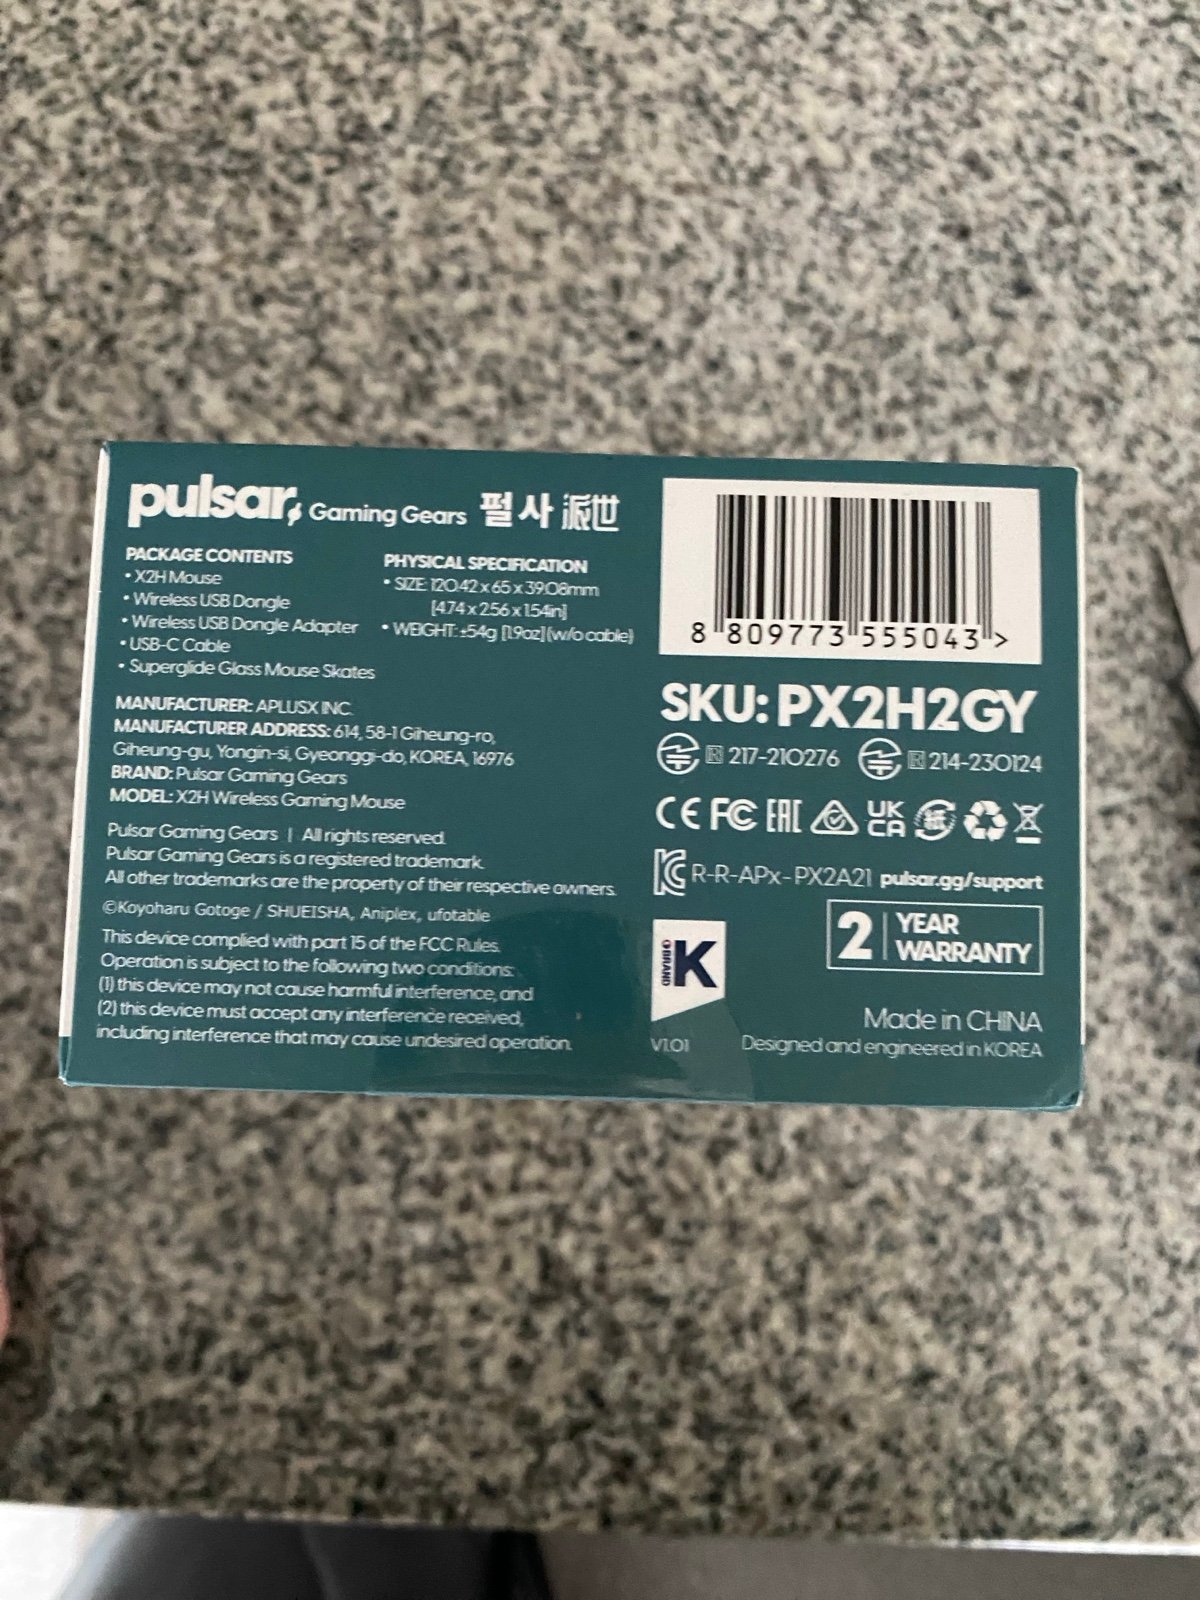 pulsar Gaming Gears 펄사 派世
PACKAGE CONTENTS
• X2H Mouse
• Wireless USB Dongle
• Wireless USB Dongle Adapter
• USB-C Cable
• Superglide Glass Mouse Skates
PHYSICAL SPECIFICATION
• SIZE: 120.42 x 65 x 39.08mm
[4.74 x 2.56 x 1.54in]
• WEIGHT: ±54g [1.9oz] (w/o cable)
MANUFACTURER: APLUSX INC.
MANUFACTURER ADDRESS: 614, 58-1 Giheung-ro,
Giheung-gu, Yongin-si, Gyeonggi-do, KOREA, 16976
BRAND: Pulsar Gaming Gears
MODEL: X2H Wireless Gaming Mouse
Pulsar Gaming Gears | All rights reserved.
Pulsar Gaming Gears is a registered trademark.
All other trademarks are the property of their respective owners.
©Koyoharu Gotoge / SHUEISHA, Aniplex, ufotable
This device complied with part 15 of the FCC Rules.
Operation is subject to the following two conditions:
(1) this device may not cause harmful interference, and
(2) this device must accept any interference received,
including interference that may cause undesired operation.
8 809773 555043 >
SKU: PX2H2GY
R 217-210276 R 214-230124
CE FC EAC UK CA 紙
KC R-R-APx-PX2A21 pulsar.gg/support
K BRAND
2 YEAR WARRANTY
Made in CHINA
V1.01 Designed and engineered in KOREA